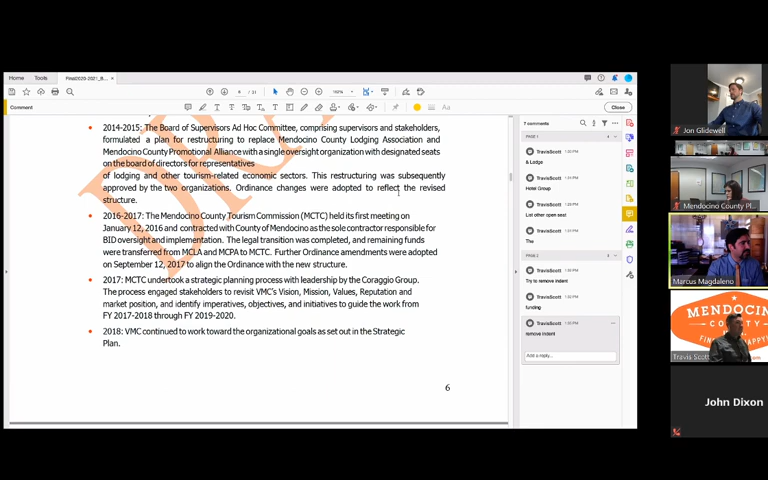 Home Tools Final2020-2021_B... ×
6 / 31
Comment
Close
DRA
2014-2015: The Board of Supervisors Ad Hoc Committee, comprising supervisors and stakeholders,
formulated a plan for restructuring to replace Mendocino County Lodging Association and
Mendocino County Promotional Alliance with a single oversight organization with designated seats
on the board of directors for representatives
of lodging and other tourism-related economic sectors. This restructuring was subsequently
approved by the two organizations. Ordinance changes were adopted to reflect the revised
structure.
2016-2017: The Mendocino County Tourism Commission (MCTC) held its first meeting on
January 12, 2016 and contracted with County of Mendocino as the sole contractor responsible for
BID oversight and implementation. The legal transition was completed, and remaining funds
were transferred from MCLA and MCPA to MCTC. Further Ordinance amendments were adopted
on September 12, 2017 to align the Ordinance with the new structure.
2017: MCTC undertook a strategic planning process with leadership by the Coraggio Group.
The process engaged stakeholders to revisit VMC's Vision, Mission, Values, Reputation and
market position, and identify imperatives, objectives, and initiatives to guide the work from
FY 2017-2018 through FY 2019-2020.
2018: VMC continued to work toward the organizational goals as set out in the Strategic
Plan.
6
7 comments
PAGE 1
TravisScott
& Lodge
TravisScott
Hotel Group
TravisScott
List other open seat
TravisScott
The
PAGE 2
TravisScott
Try to remove indent
TravisScott
funding
TravisScott
remove indent
Add a reply...
Jon Glidewell
Mendocino County Pl...
Marcus Magdaleno
MENDOCINO
COUNTY
Travis Scott
John Dixon